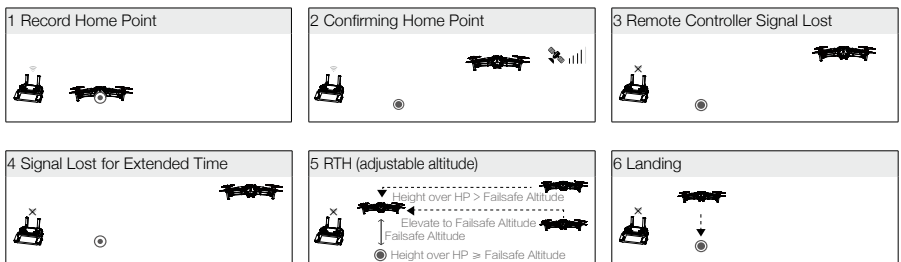 1 Record Home Point
2 Confirming Home Point
3 Remote Controller Signal Lost
4 Signal Lost for Extended Time
5 RTH (adjustable altitude)
Height over HP > Failsafe Altitude
Elevate to Failsafe Altitude
Failsafe Altitude
Height over HP ≥ Failsafe Altitude
6 Landing